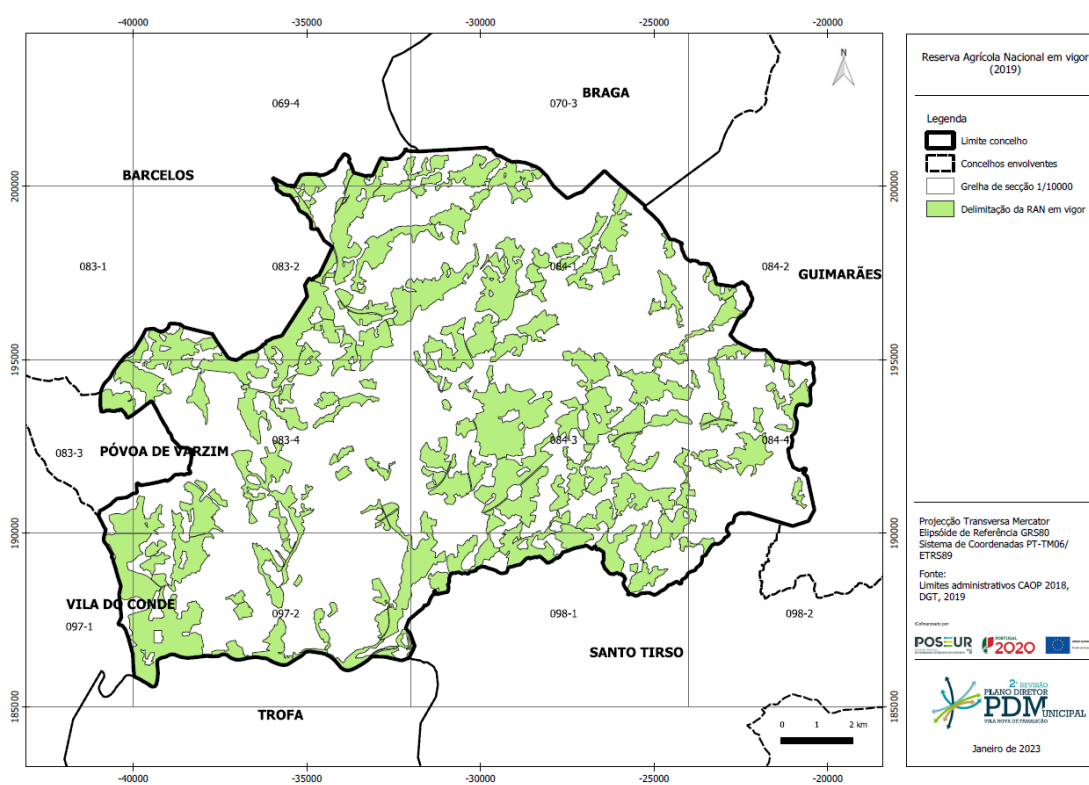 -40000
-35000
-30000
-25000
-20000
069-4
070-3
BRAGA
BARCELOS
200000
200000
083-1
083-2
084-1
084-2
GUIMARÃES
195000
195000
083-3
PÓVOA DE VARZIM
083-4
084-3
084-4
190000
190000
VILA DO CONDE
097-1
097-2
098-1
098-2
SANTO TIRSO
185000
185000
TROFA
0 1 2 km
-40000
-35000
-30000
-25000
-20000
N
Reserva Agrícola Nacional em vigor
(2019)
Legenda
Limite concelho
Concelhos envolventes
Grelha de secção 1/10000
Delimitação da RAN em vigor
Projecção Transversa Mercator
Elipsóide de Referência GRS80
Sistema de Coordenadas PT-TM06/
ETRS89
Fonte:
Limites administrativos CAOP 2018,
DGT, 2019
Cofinanciado por:
POSEUR
PORTUGAL
2020
2ª REVISÃO
PLANO DIRETOR
PDM
UNICIPAL
VILA NOVA DE FAMALICÃO
Janeiro de 2023